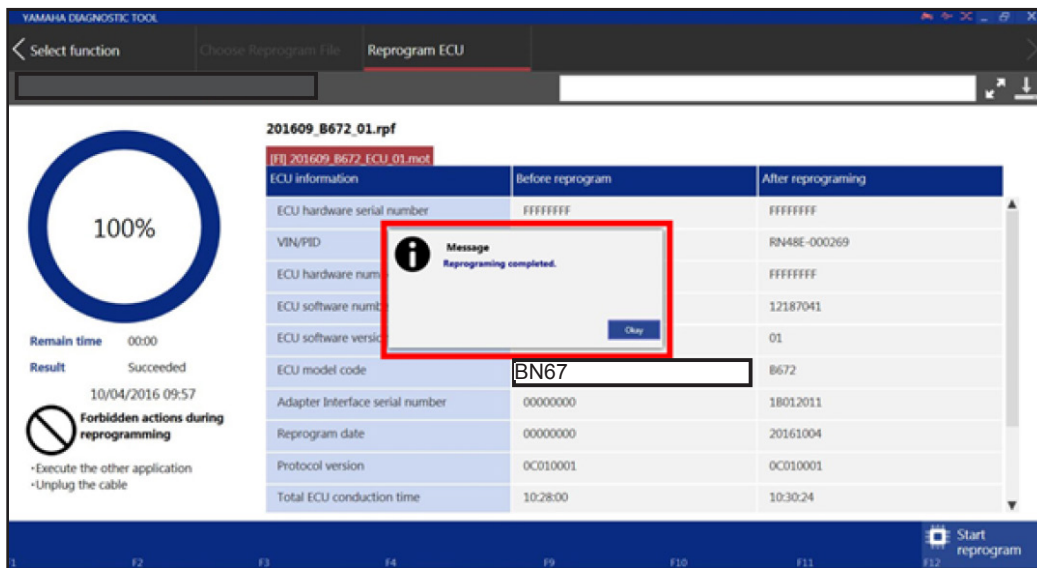 YAMAHA DIAGNOSTIC TOOL
Select function Choose Reprogram File Reprogram ECU
201609_B672_01.rpf
[FI] 201609_B672_ECU_01.mot
ECU information Before reprogram After reprograming
ECU hardware serial number FFFFFFFF FFFFFFFF
100%
VIN/PID RN48E-000269
Message
Reprograming completed.
ECU hardware num FFFFFFFF
ECU software numb 12187041
Okay
Remain time 00:00
ECU software versio 01
Result Succeeded
ECU model code BN67 B672
10/04/2016 09:57
Adapter Interface serial number 00000000 1B012011
Forbidden actions during
reprogramming
Reprogram date 00000000 20161004
·Execute the other application
·Unplug the cable
Protocol version 0C010001 0C010001
Total ECU conduction time 10:28:00 10:30:24
Start
reprogram
1 F2 F3 F4 F9 F10 F11 F12